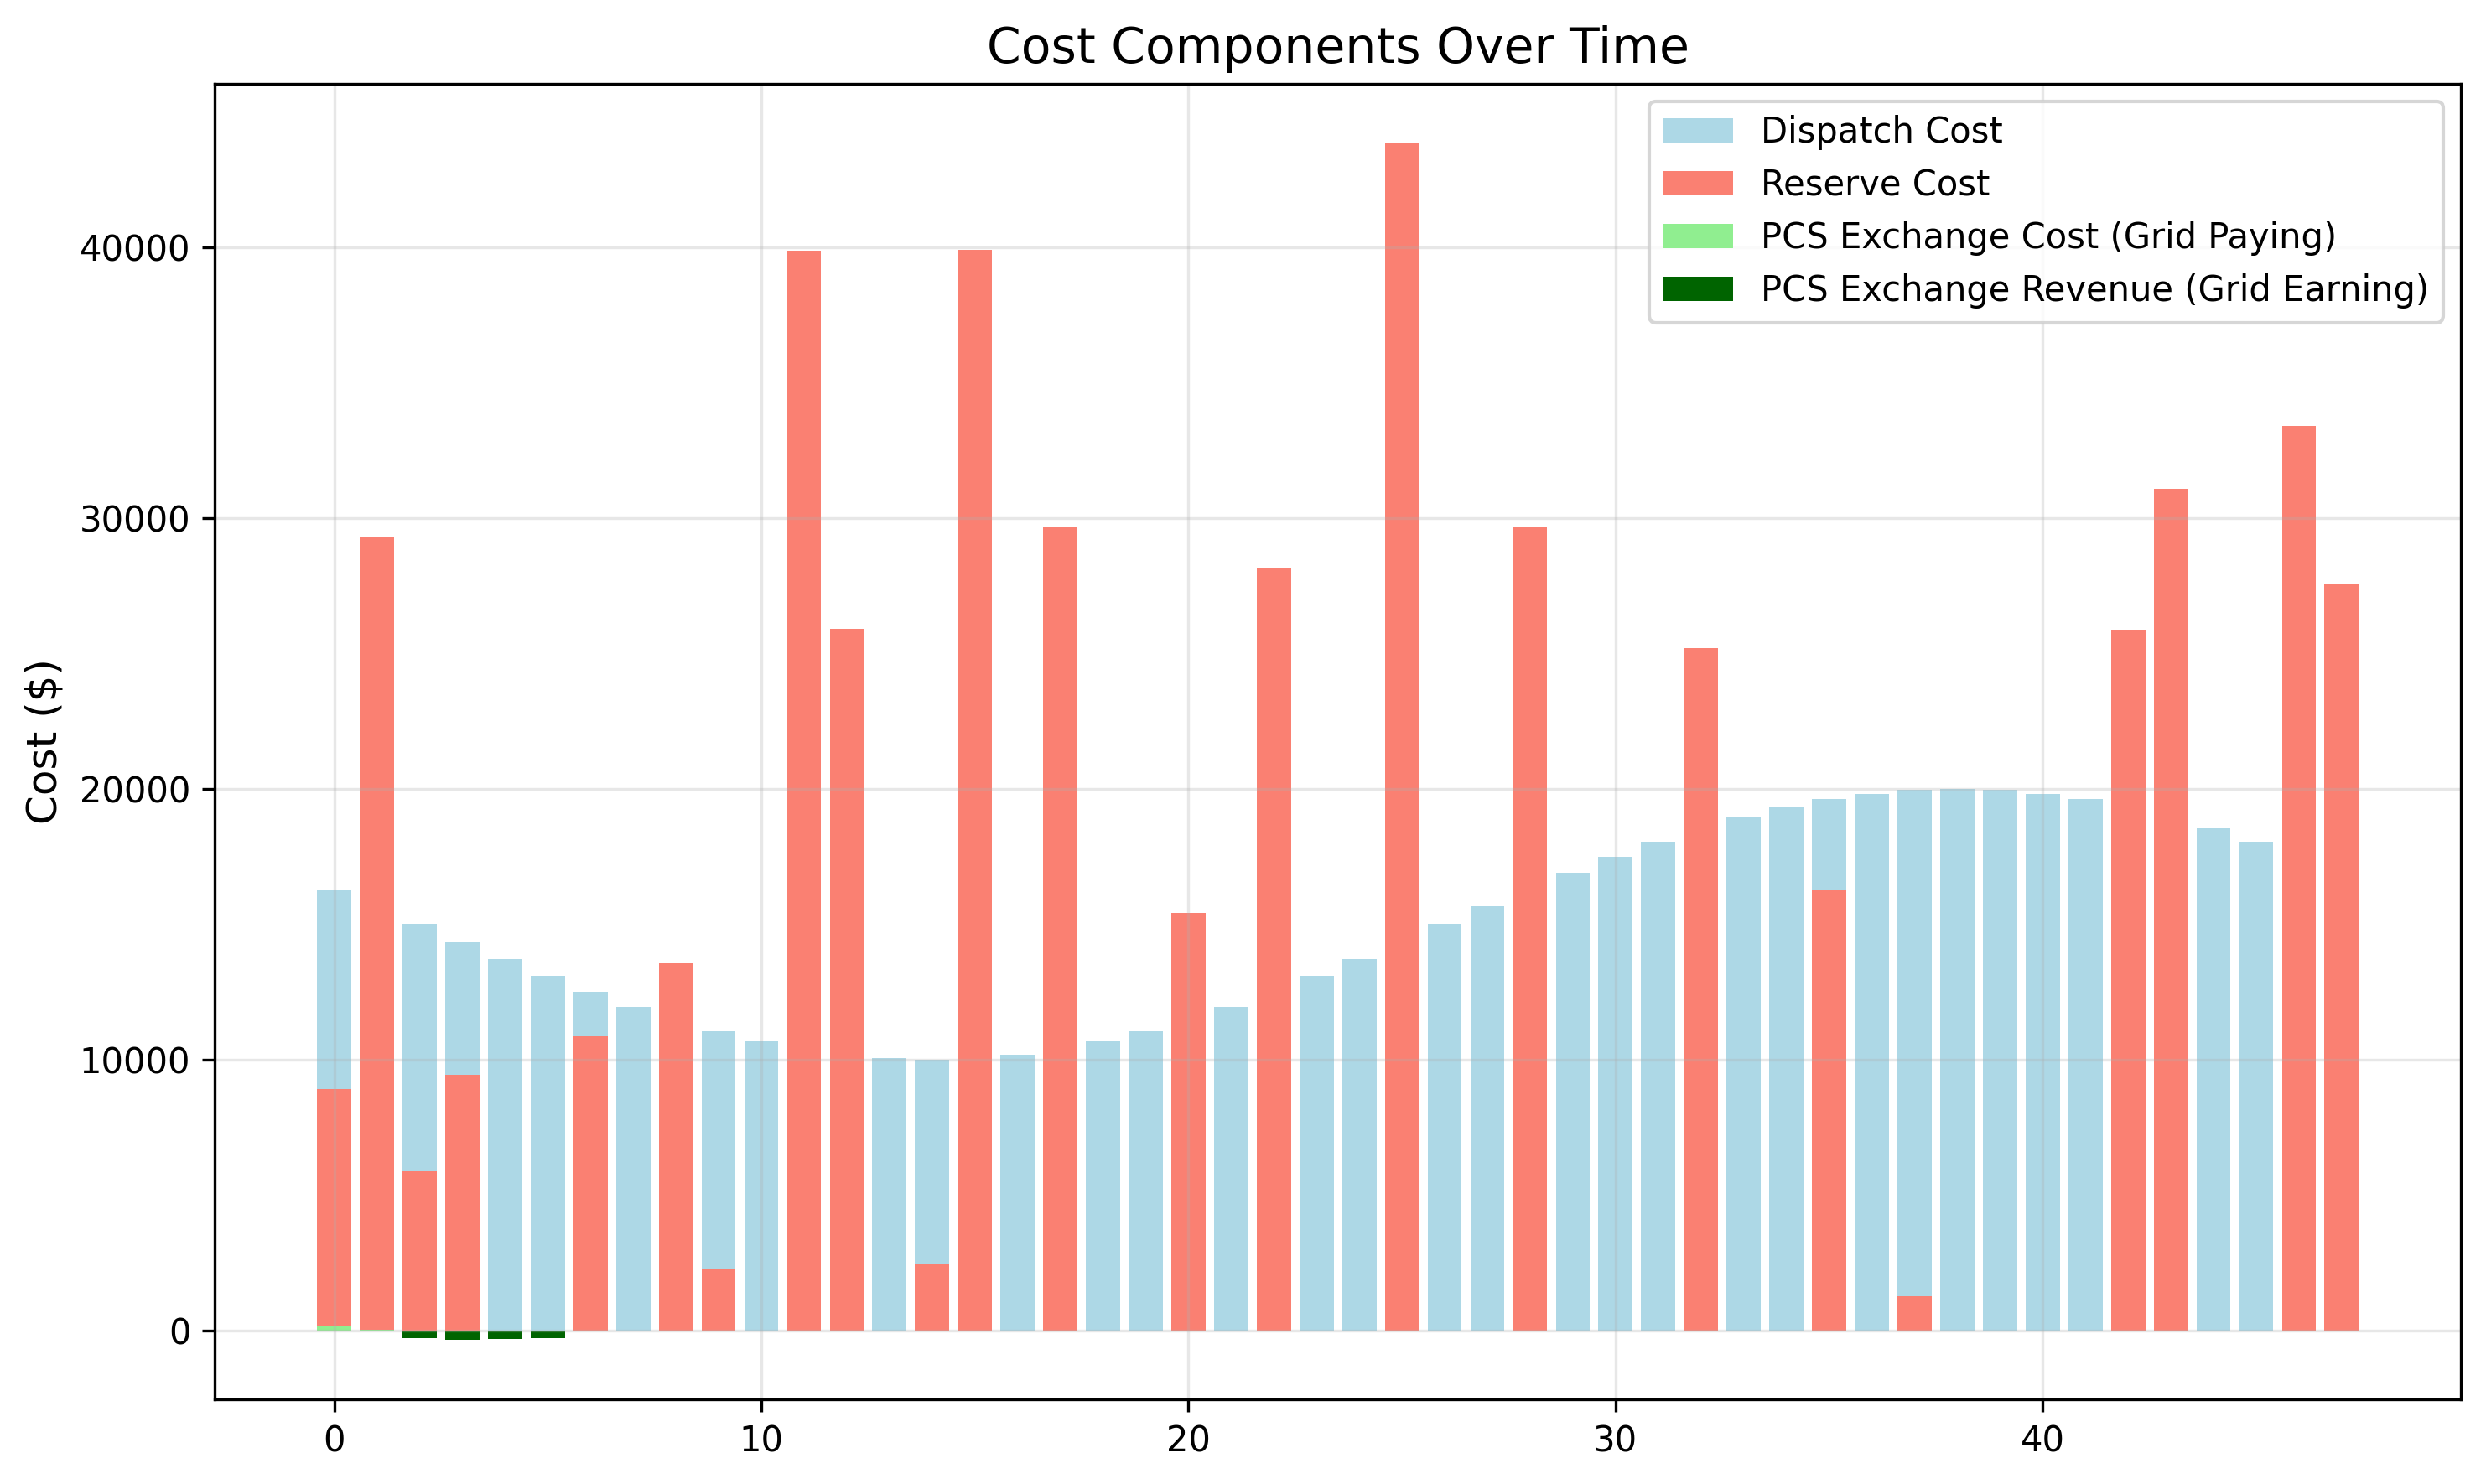 Cost Components Over Time
Dispatch Cost
Reserve Cost
PCS Exchange Cost (Grid Paying)
PCS Exchange Revenue (Grid Earning)
Cost ($)
40000
30000
20000
10000
0
0 10 20 30 40